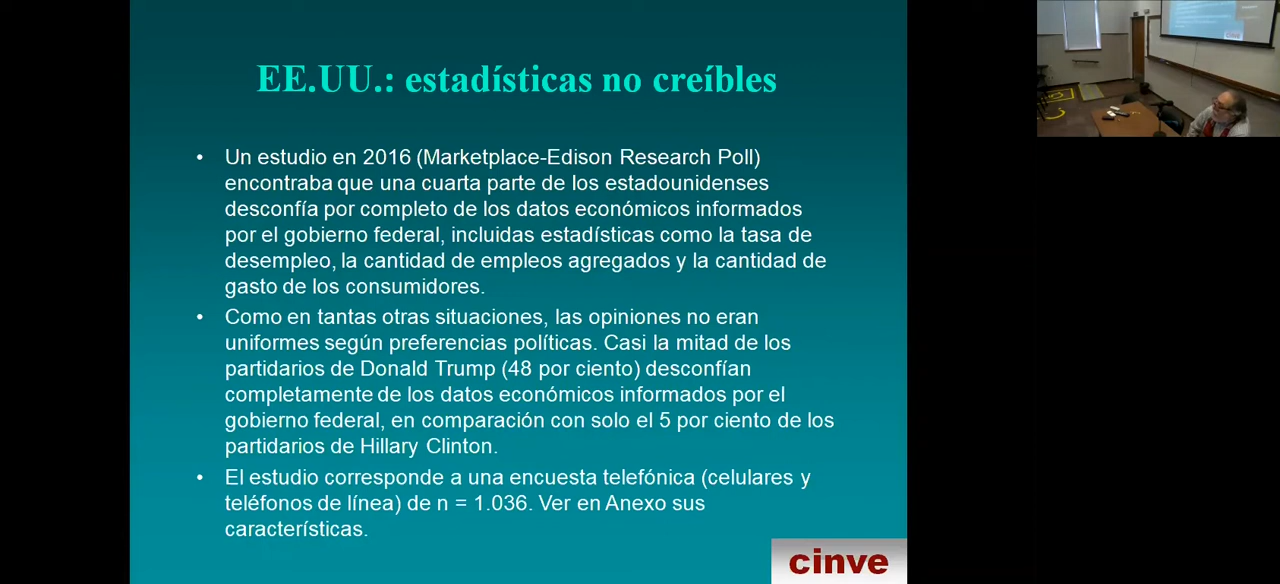 EE.UU.: estadísticas no creíbles
• Un estudio en 2016 (Marketplace-Edison Research Poll)
encontraba que una cuarta parte de los estadounidenses
desconfía por completo de los datos económicos informados
por el gobierno federal, incluidas estadísticas como la tasa de
desempleo, la cantidad de empleos agregados y la cantidad de
gasto de los consumidores.
• Como en tantas otras situaciones, las opiniones no eran
uniformes según preferencias políticas. Casi la mitad de los
partidarios de Donald Trump (48 por ciento) desconfían
completamente de los datos económicos informados por el
gobierno federal, en comparación con solo el 5 por ciento de los
partidarios de Hillary Clinton.
• El estudio corresponde a una encuesta telefónica (celulares y
teléfonos de línea) de n = 1.036. Ver en Anexo sus
características.
cinve